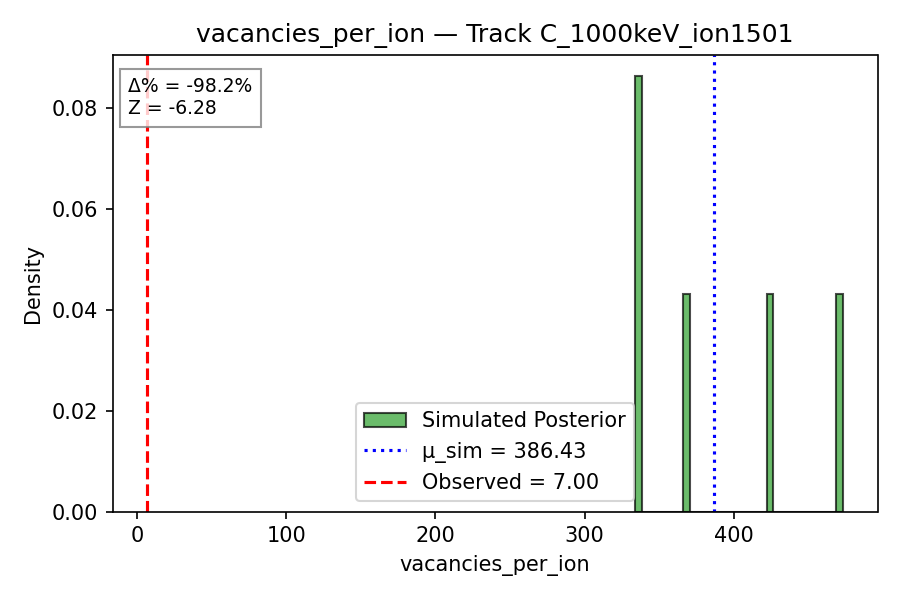 vacancies_per_ion — Track C_1000keV_ion1501
Δ% = -98.2%
Z = -6.28
Density
0.08
0.06
0.04
0.02
0.00
Simulated Posterior
μ_sim = 386.43
Observed = 7.00
0 100 200 300 400
vacancies_per_ion